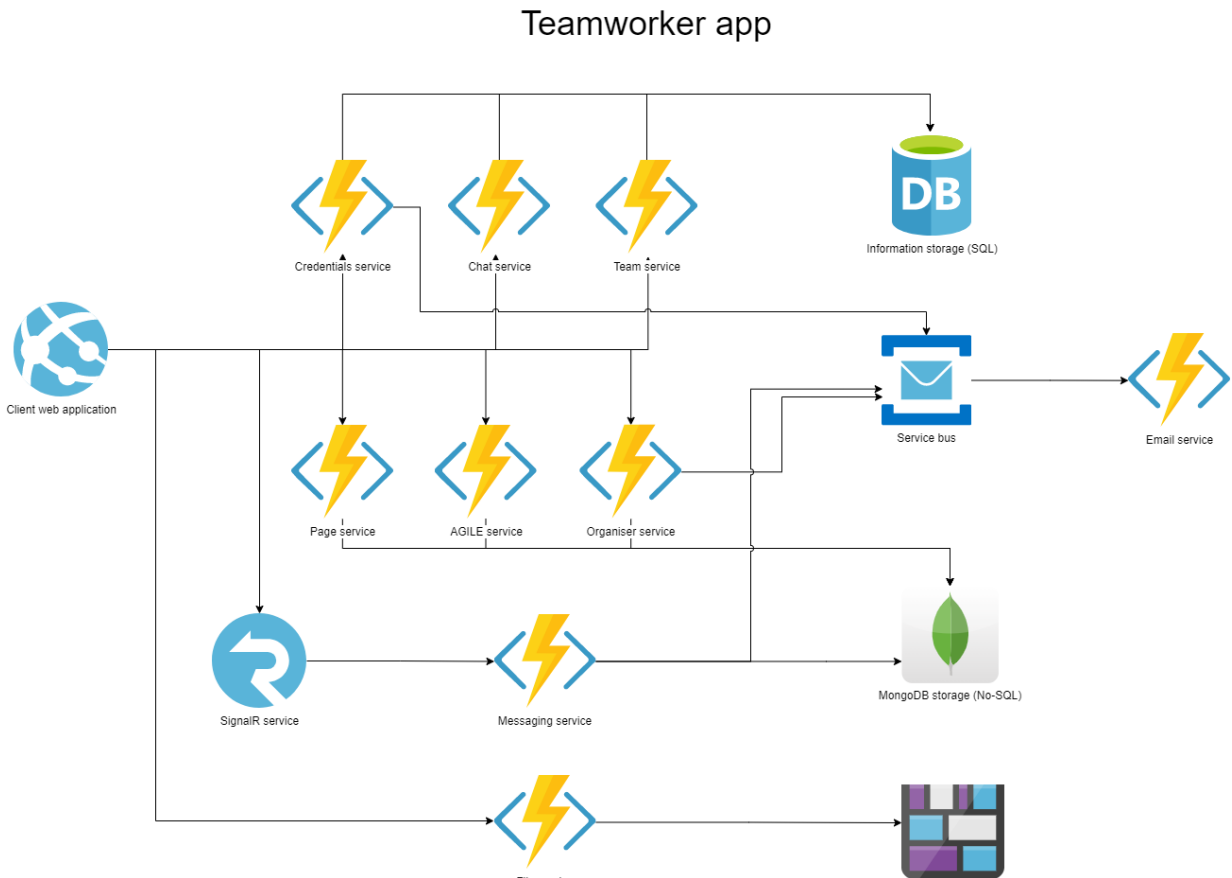 Teamworker app
DB
Information storage (SQL)
Credentials service
Chat service
Team service
Client web application
Service bus
Email service
Page service
AGILE service
Organiser service
SignalR service
Messaging service
MongoDB storage (No-SQL)